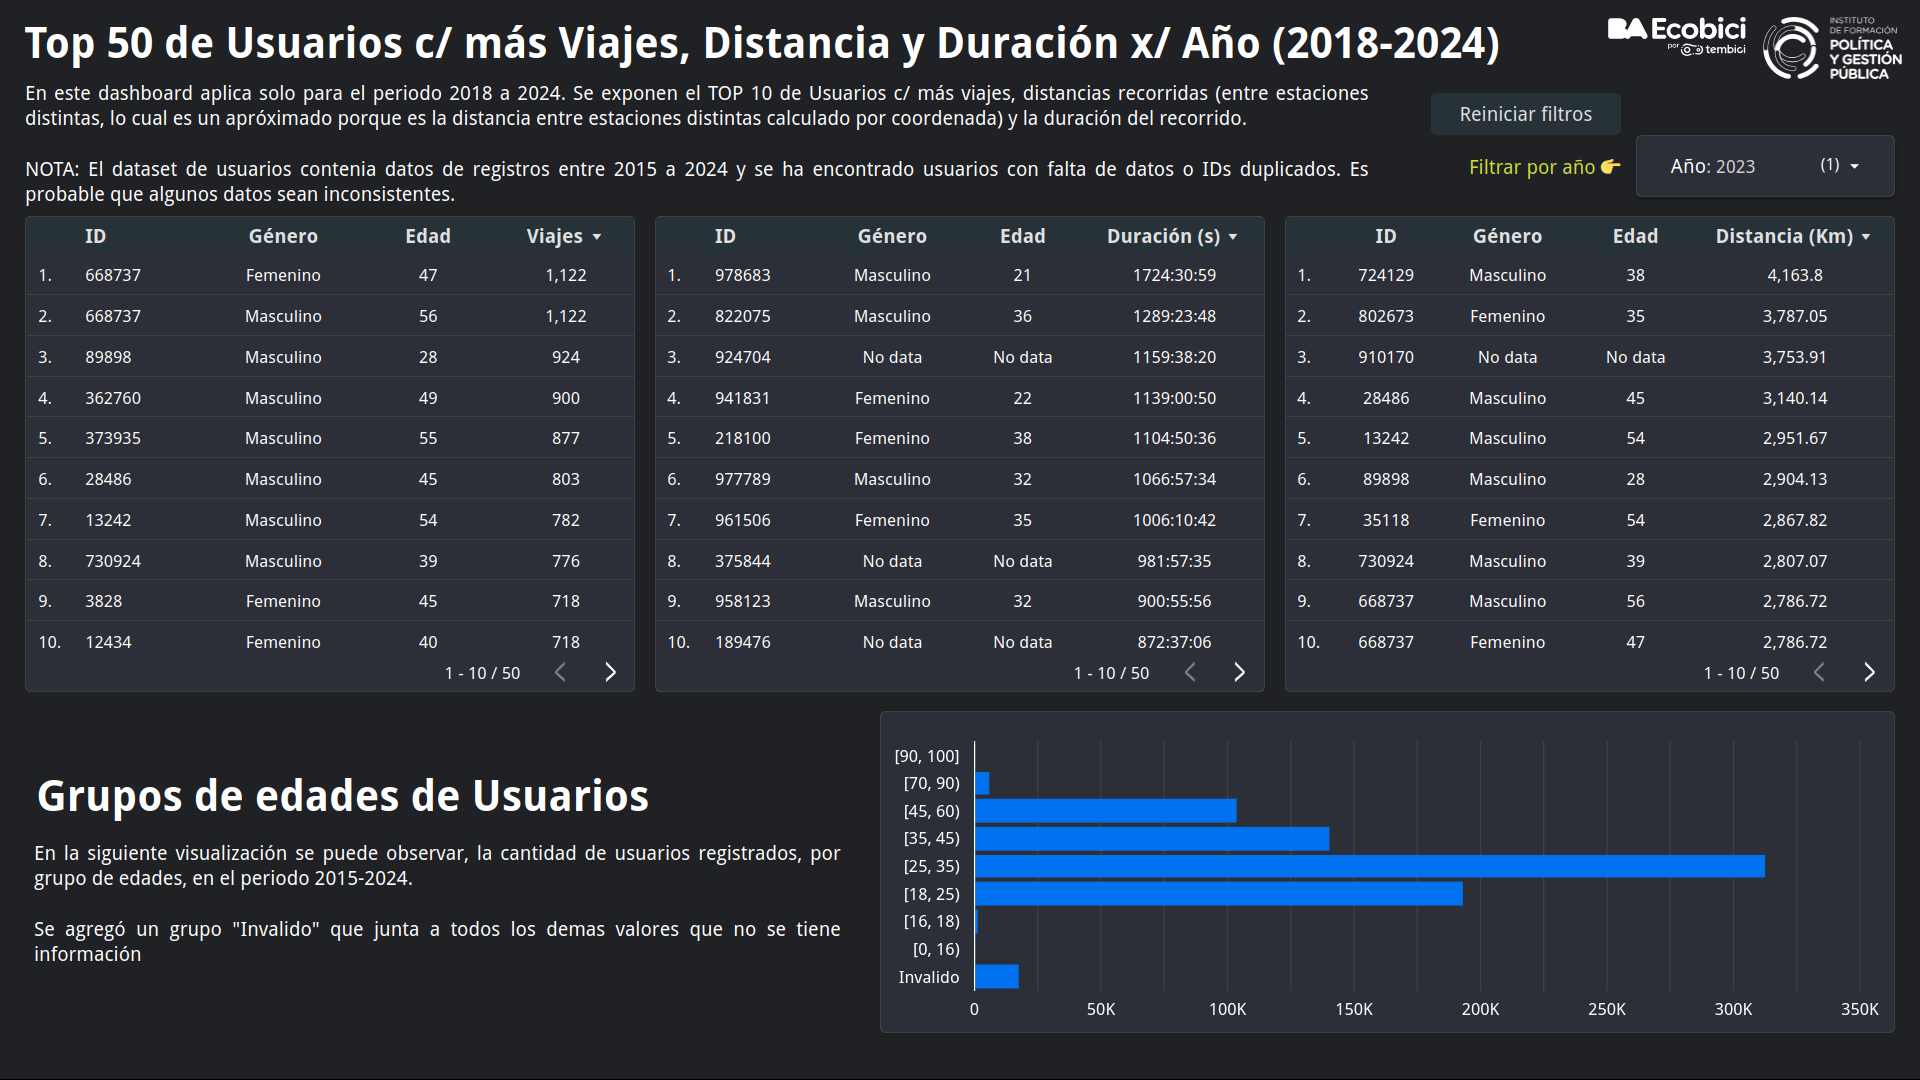 Top 50 de Usuarios c/ más Viajes, Distancia y Duración x/ Año (2018-2024)
BA Ecobici
por tembici
INSTITUTO
DE FORMACIÓN
POLÍTICA
Y GESTIÓN
PÚBLICA
En este dashboard aplica solo para el periodo 2018 a 2024. Se exponen el TOP 10 de Usuarios c/ más viajes, distancias recorridas (entre estaciones
distintas, lo cual es un apróximado porque es la distancia entre estaciones distintas calculado por coordenada) y la duración del recorrido.
NOTA: El dataset de usuarios contenia datos de registros entre 2015 a 2024 y se ha encontrado usuarios con falta de datos o IDs duplicados. Es
probable que algunos datos sean inconsistentes.
Reiniciar filtros
Filtrar por año 👉
Año: 2023 (1)
ID Género Edad Viajes
1. 668737 Femenino 47 1,122
2. 668737 Masculino 56 1,122
3. 89898 Masculino 28 924
4. 362760 Masculino 49 900
5. 373935 Masculino 55 877
6. 28486 Masculino 45 803
7. 13242 Masculino 54 782
8. 730924 Masculino 39 776
9. 3828 Femenino 45 718
10. 12434 Femenino 40 718
1 - 10 / 50
ID Género Edad Duración (s)
1. 978683 Masculino 21 1724:30:59
2. 822075 Masculino 36 1289:23:48
3. 924704 No data No data 1159:38:20
4. 941831 Femenino 22 1139:00:50
5. 218100 Femenino 38 1104:50:36
6. 977789 Masculino 32 1066:57:34
7. 961506 Femenino 35 1006:10:42
8. 375844 No data No data 981:57:35
9. 958123 Masculino 32 900:55:56
10. 189476 No data No data 872:37:06
1 - 10 / 50
ID Género Edad Distancia (Km)
1. 724129 Masculino 38 4,163.8
2. 802673 Femenino 35 3,787.05
3. 910170 No data No data 3,753.91
4. 28486 Masculino 45 3,140.14
5. 13242 Masculino 54 2,951.67
6. 89898 Masculino 28 2,904.13
7. 35118 Femenino 54 2,867.82
8. 730924 Masculino 39 2,807.07
9. 668737 Masculino 56 2,786.72
10. 668737 Femenino 47 2,786.72
1 - 10 / 50
Grupos de edades de Usuarios
En la siguiente visualización se puede observar, la cantidad de usuarios registrados, por
grupo de edades, en el periodo 2015-2024.
Se agregó un grupo "Invalido" que junta a todos los demas valores que no se tiene
información
[90, 100]
[70, 90)
[45, 60)
[35, 45)
[25, 35)
[18, 25)
[16, 18)
[0, 16)
Invalido
0 50K 100K 150K 200K 250K 300K 350K